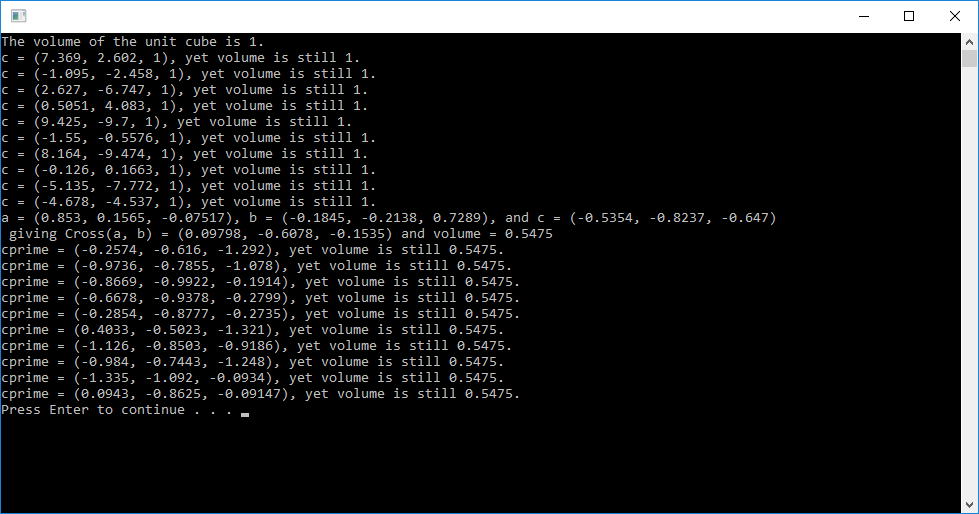 The volume of the unit cube is 1.
c = (7.369, 2.602, 1), yet volume is still 1.
c = (-1.095, -2.458, 1), yet volume is still 1.
c = (2.627, -6.747, 1), yet volume is still 1.
c = (0.5051, 4.083, 1), yet volume is still 1.
c = (9.425, -9.7, 1), yet volume is still 1.
c = (-1.55, -0.5576, 1), yet volume is still 1.
c = (8.164, -9.474, 1), yet volume is still 1.
c = (-0.126, 0.1663, 1), yet volume is still 1.
c = (-5.135, -7.772, 1), yet volume is still 1.
c = (-4.678, -4.537, 1), yet volume is still 1.
a = (0.853, 0.1565, -0.07517), b = (-0.1845, -0.2138, 0.7289), and c = (-0.5354, -0.8237, -0.647)
 giving Cross(a, b) = (0.09798, -0.6078, -0.1535) and volume = 0.5475
cprime = (-0.2574, -0.616, -1.292), yet volume is still 0.5475.
cprime = (-0.9736, -0.7855, -1.078), yet volume is still 0.5475.
cprime = (-0.8669, -0.9922, -0.1914), yet volume is still 0.5475.
cprime = (-0.6678, -0.9378, -0.2799), yet volume is still 0.5475.
cprime = (-0.2854, -0.8777, -0.2735), yet volume is still 0.5475.
cprime = (0.4033, -0.5023, -1.321), yet volume is still 0.5475.
cprime = (-1.126, -0.8503, -0.9186), yet volume is still 0.5475.
cprime = (-0.984, -0.7443, -1.248), yet volume is still 0.5475.
cprime = (-1.335, -1.092, -0.0934), yet volume is still 0.5475.
cprime = (0.0943, -0.8625, -0.09147), yet volume is still 0.5475.
Press Enter to continue . . .